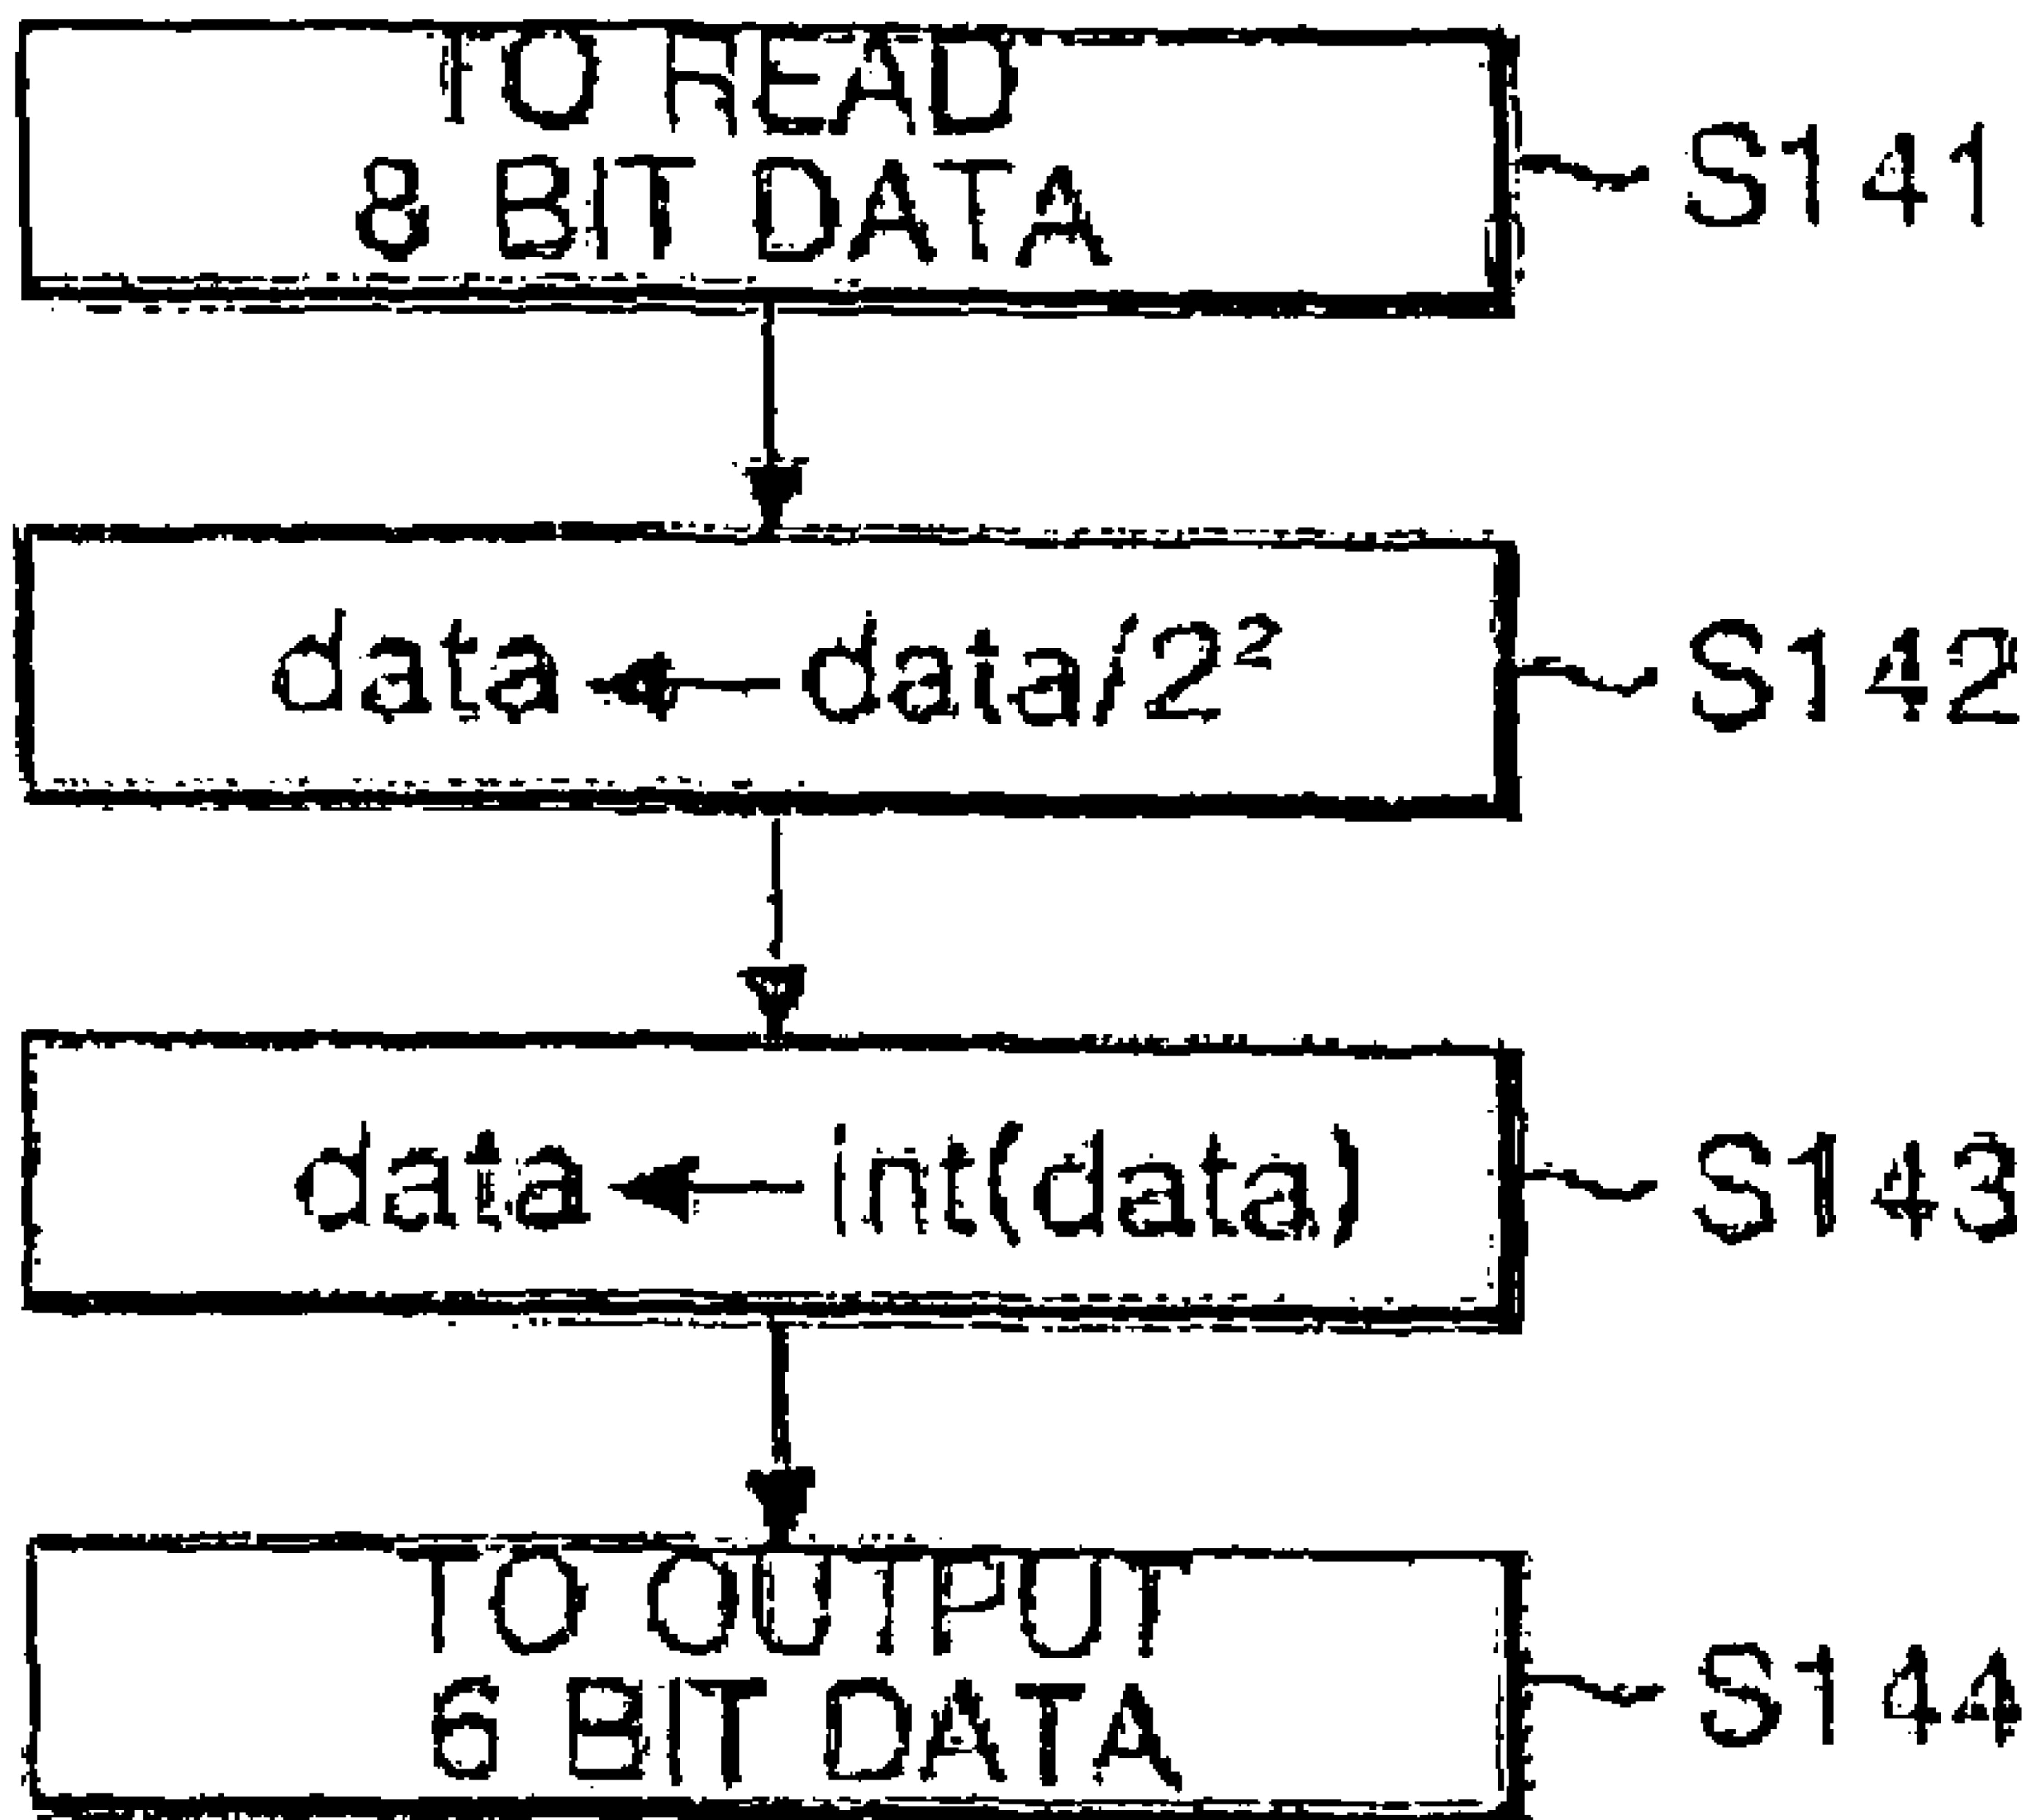 TO READ
8 BIT DATA
S141
data ← data/2²
S142
data ← int(data)
S143
TO OUTPUT
6 BIT DATA
S144